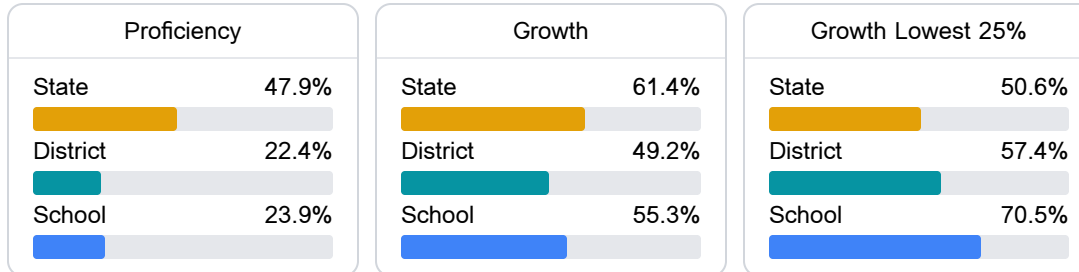 Proficiency
State 47.9%
District 22.4%
School 23.9%
Growth
State 61.4%
District 49.2%
School 55.3%
Growth Lowest 25%
State 50.6%
District 57.4%
School 70.5%